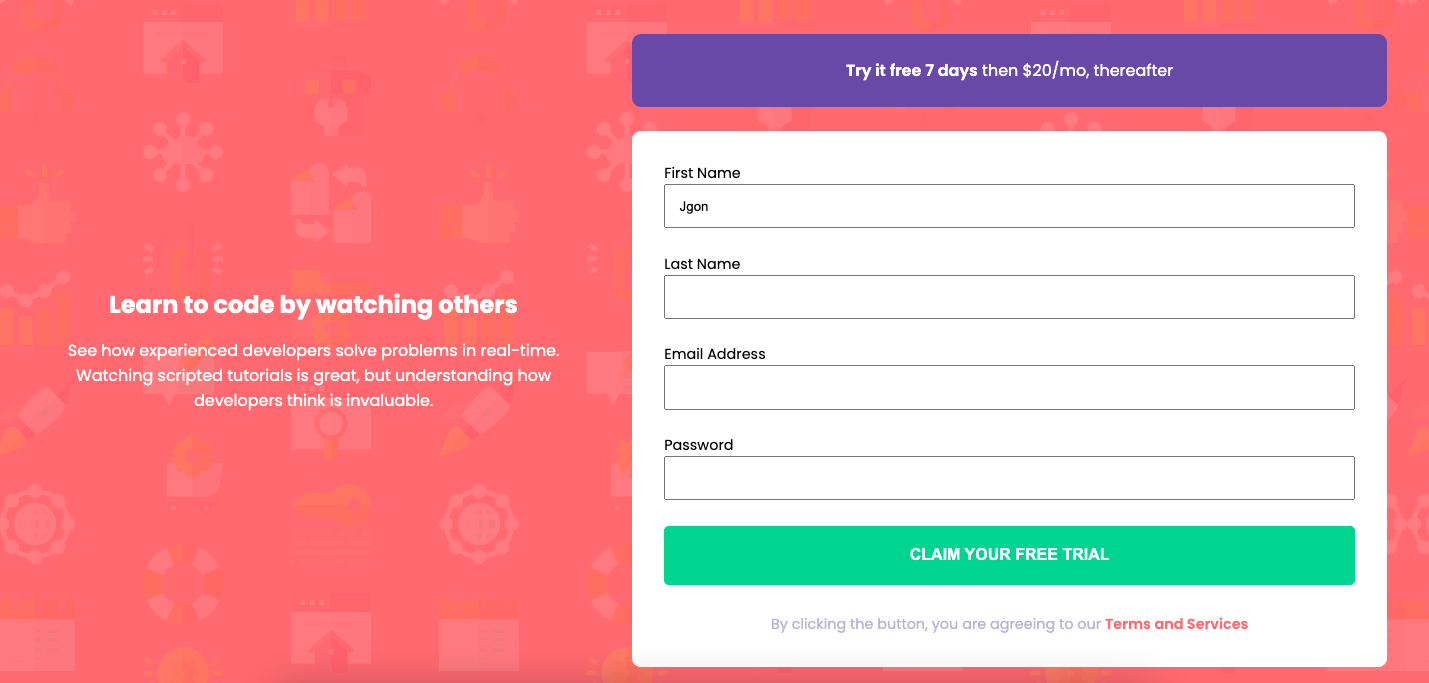 Learn to code by watching others
See how experienced developers solve problems in real-time.
Watching scripted tutorials is great, but understanding how
developers think is invaluable.
Try it free 7 days then $20/mo, thereafter
First Name
Jgon
Last Name
Email Address
Password
CLAIM YOUR FREE TRIAL
By clicking the button, you are agreeing to our Terms and Services